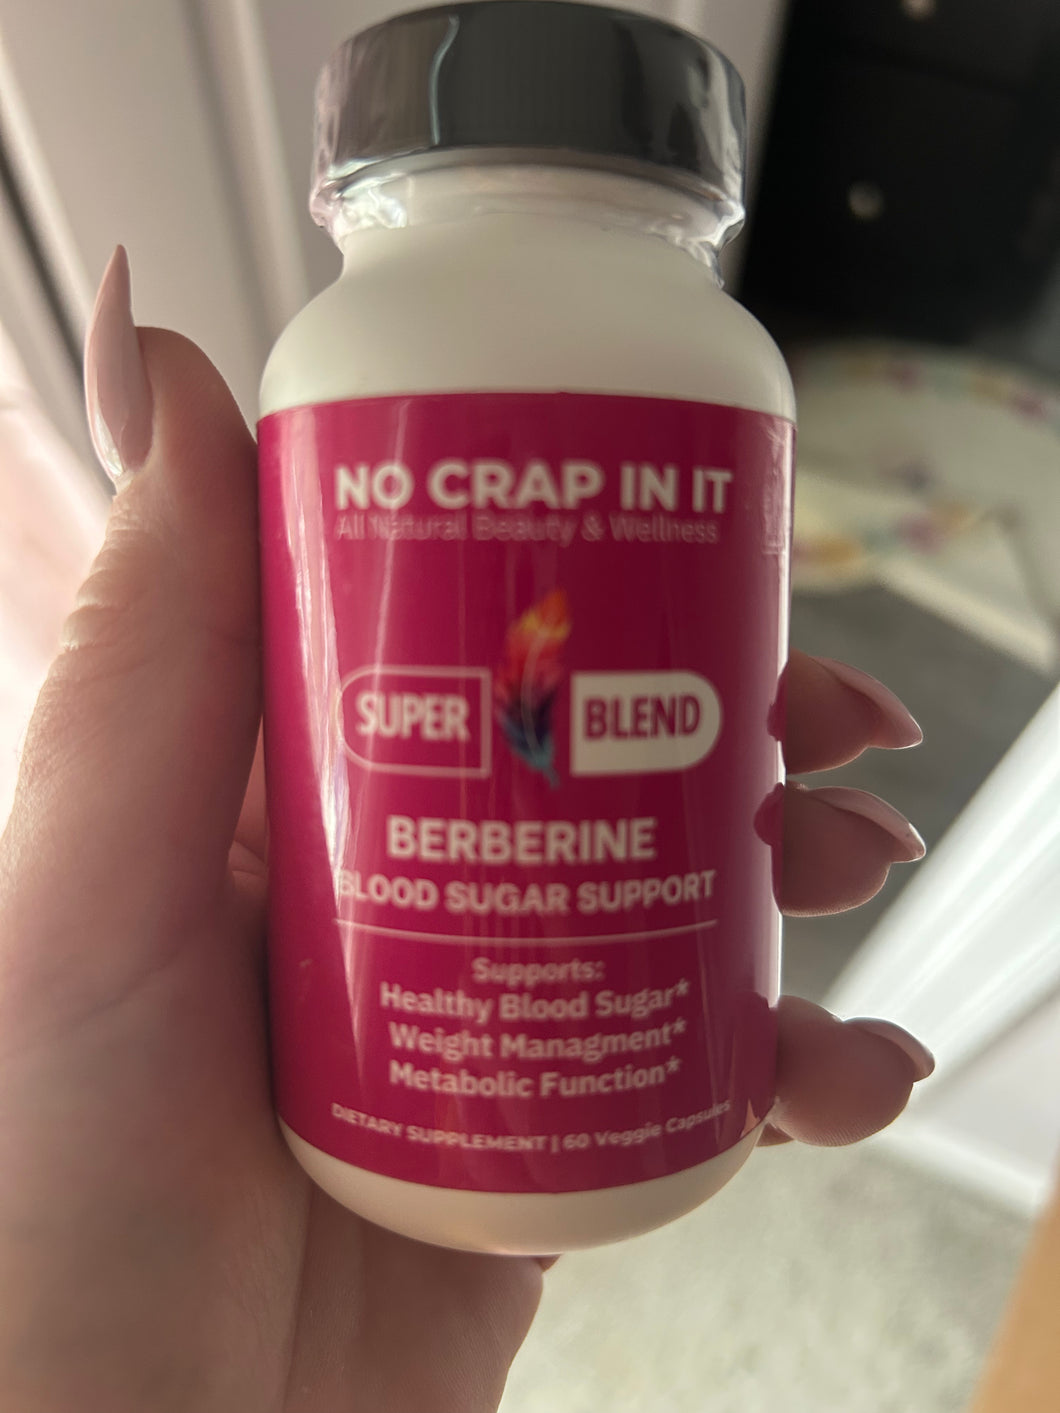 NO CRAP IN IT
All Natural Beauty & Wellness
SUPER BLEND
BERBERINE
BLOOD SUGAR SUPPORT
Supports:
Healthy Blood Sugar*
Weight Managment*
Metabolic Function*
DIETARY SUPPLEMENT | 60 Veggie Capsules